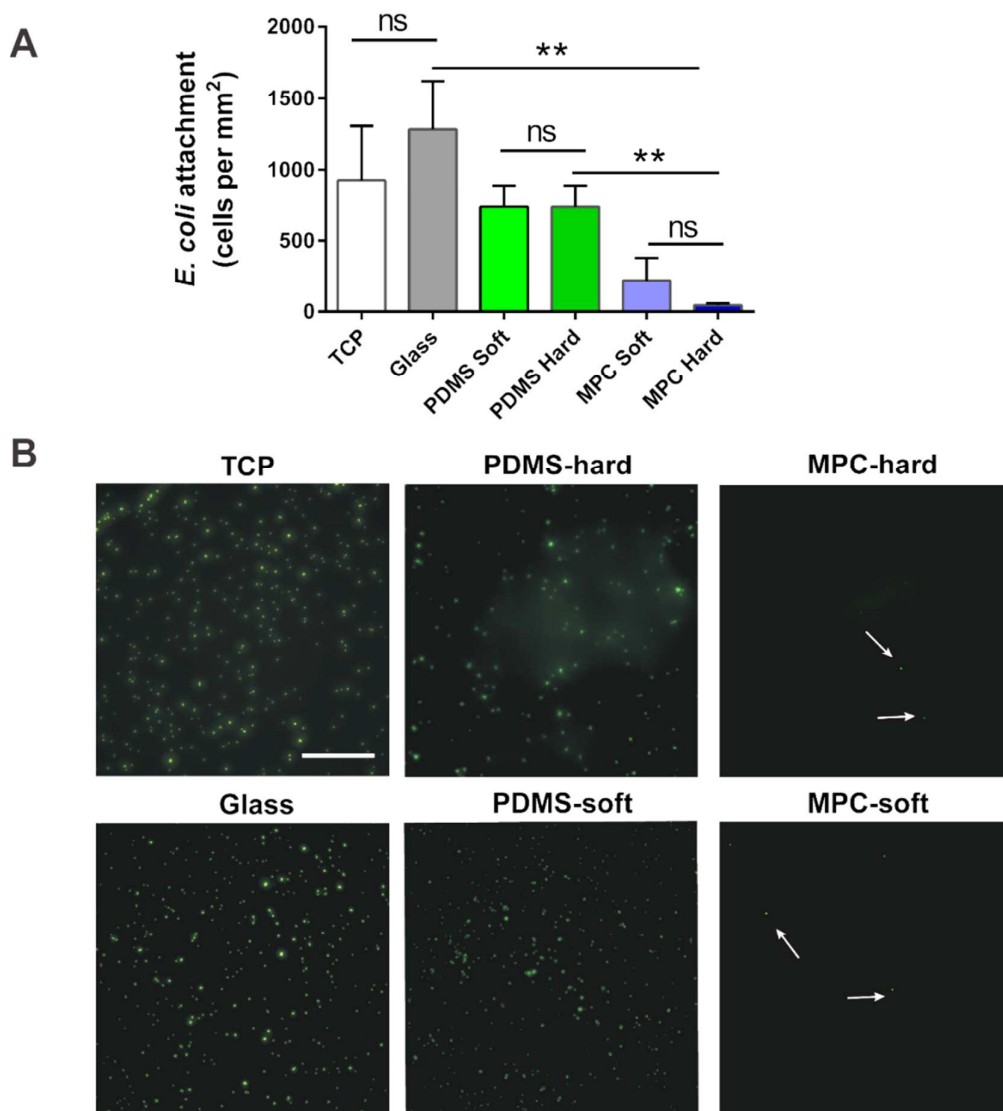 A
E. coli attachment
(cells per mm²)
2000
1500
1000
500
0
ns
**
ns
**
ns
TCP
Glass
PDMS Soft
PDMS Hard
MPC Soft
MPC Hard
B
TCP
PDMS-hard
MPC-hard
Glass
PDMS-soft
MPC-soft